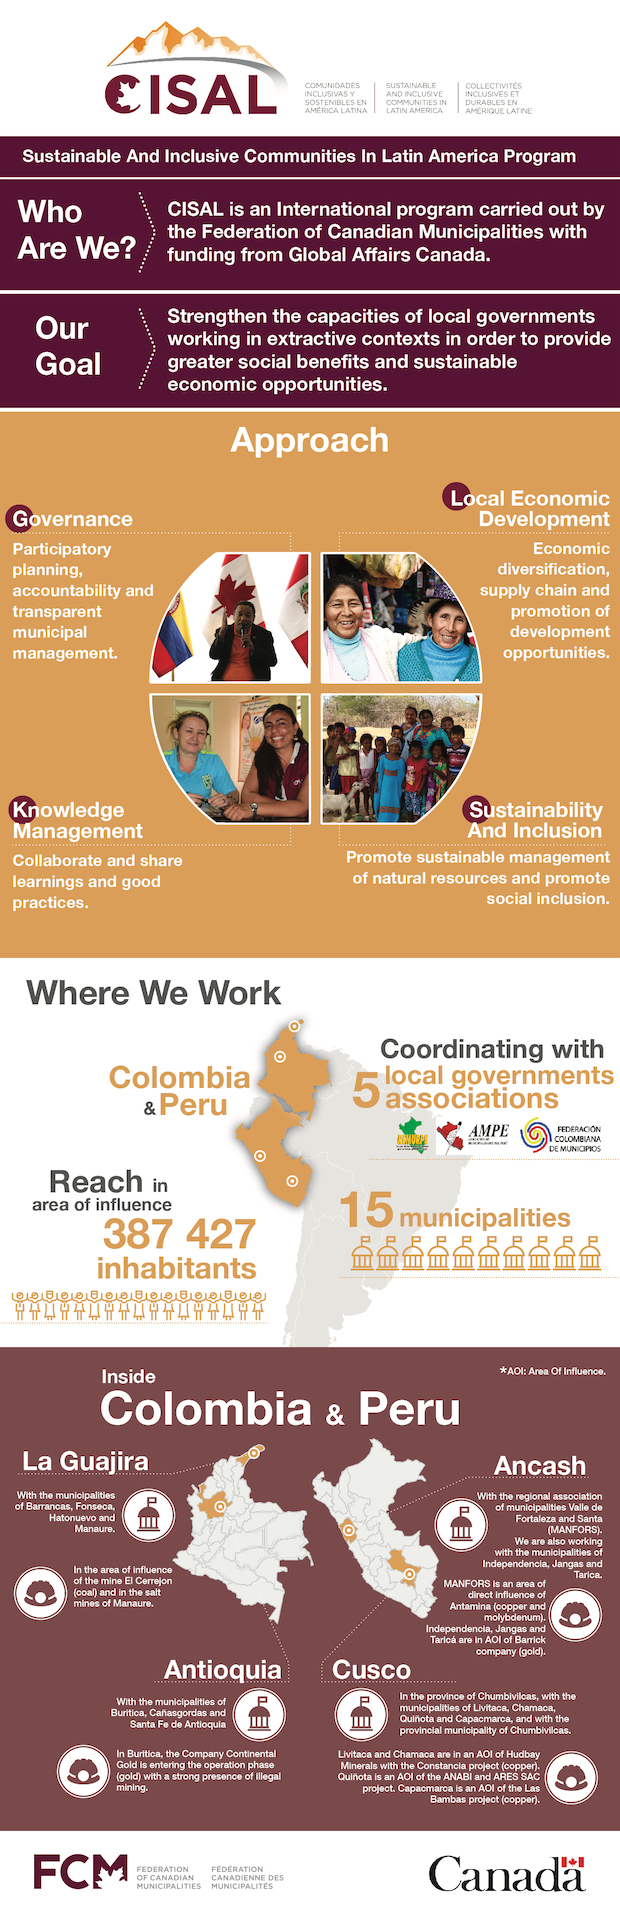 CISAL
COMUNIDADES
INCLUSIVAS Y
SOSTENIBLES EN
AMÉRICA LATINA
SUSTAINABLE
AND INCLUSIVE
COMMUNITIES IN
LATIN AMERICA
COLLECTIVITÉS
INCLUSIVES ET
DURABLES EN
AMÉRIQUE LATINE
Sustainable And Inclusive Communities In Latin America Program
Who
Are We?
CISAL is an International program carried out by
the Federation of Canadian Municipalities with
funding from Global Affairs Canada.
Our
Goal
Strengthen the capacities of local governments
working in extractive contexts in order to provide
greater social benefits and sustainable
economic opportunities.
Approach
Governance
Participatory
planning,
accountability and
transparent
municipal
management.
Local Economic
Development
Economic
diversification,
supply chain and
promotion of
development
opportunities.
Knowledge
Management
Collaborate and share
learnings and good
practices.
Sustainability
And Inclusion
Promote sustainable management
of natural resources and promote
social inclusion.
Where We Work
Colombia
& Peru
Coordinating with
5 local governments
associations
AMPE
FEDERACIÓN
COLOMBIANA
DE MUNICIPIOS
Reach in
area of influence
387 427
inhabitants
15 municipalities
*AOI: Area Of Influence.
Inside
Colombia & Peru
La Guajira
With the municipalities
of Barrancas, Fonseca,
Hatonuevo and
Manaure.
In the area of influence
of the mine El Cerrejon
(coal) and in the salt
mines of Manaure.
Ancash
With the regional association
of municipalities Valle de
Fortaleza and Santa
(MANFORS).
We are also working
with the municipalities of
Independencia, Jangas and
Tarica.
MANFORS is an area of
direct influence of
Antamina (copper and
molybdenum).
Independencia, Jangas and
Taricá are in AOI of Barrick
company (gold).
Antioquia
With the municipalities of
Buritica, Cañasgordas and
Santa Fe de Antioquia
In Buritica, the Company Continental
Gold is entering the operation phase
(gold) with a strong presence of illegal
mining.
Cusco
In the province of Chumbivilcas, with the
municipalities of Livitaca, Chamaca,
Quiñota and Capacmarca, and with the
provincial municipality of Chumbivilcas.
Livitaca and Chamaca are in an AOI of Hudbay
Minerals with the Constancia project (copper).
Quiñota is an AOI of the ANABI and ARES SAC
project. Capacmarca is an AOI of the Las
Bambas project (copper).
FCM
FEDERATION
OF CANADIAN
MUNICIPALITIES
FÉDÉRATION
CANADIENNE DES
MUNICIPALITÉS
Canada